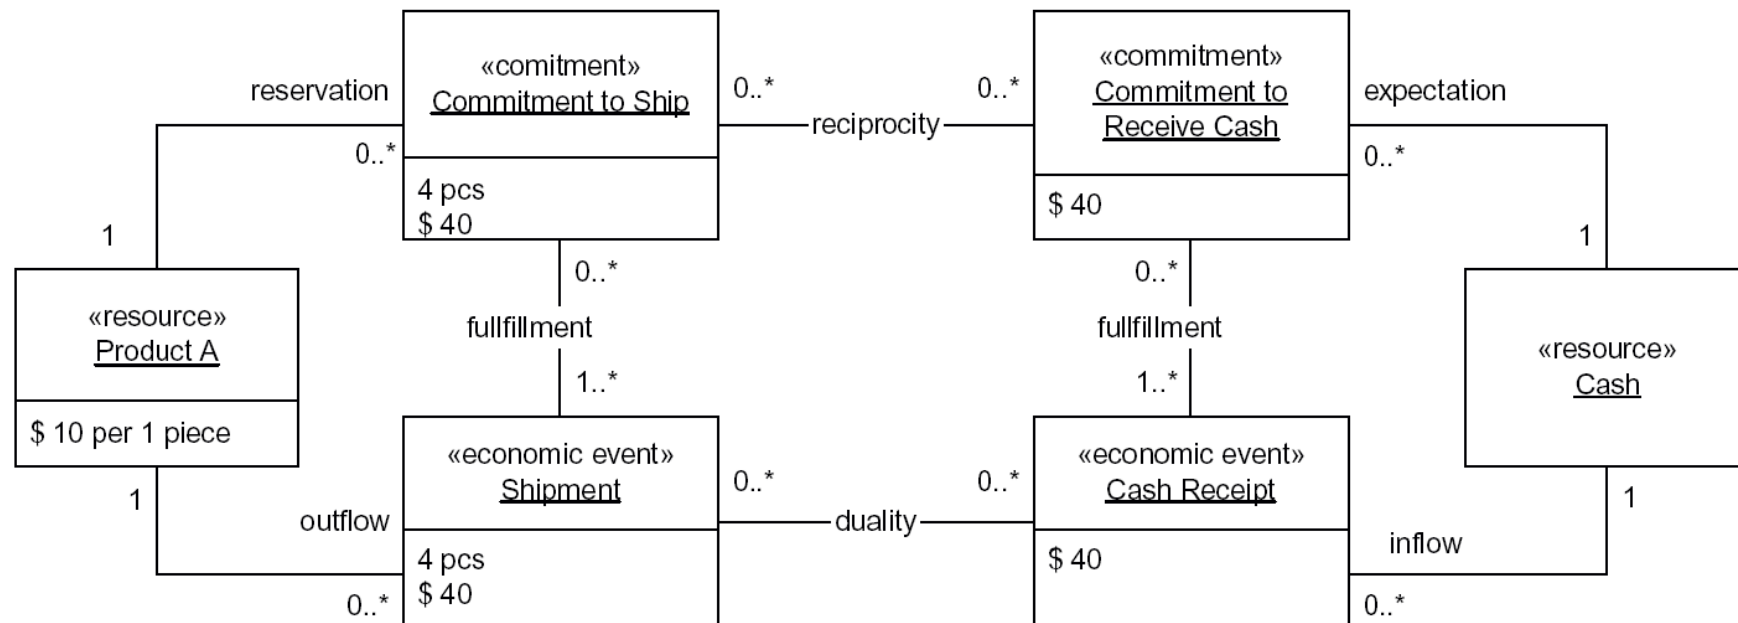 «comitment»
Commitment to Ship
4 pcs
$ 40
«commitment»
Commitment to
Receive Cash
$ 40
reservation
0..*
1
0..*
reciprocity
0..*
expectation
0..*
1
«resource»
Product A
$ 10 per 1 piece
0..*
fullfillment
1..*
0..*
fullfillment
1..*
«resource»
Cash
«economic event»
Shipment
4 pcs
$ 40
0..*
duality
0..*
«economic event»
Cash Receipt
$ 40
1
outflow
0..*
1
inflow
0..*